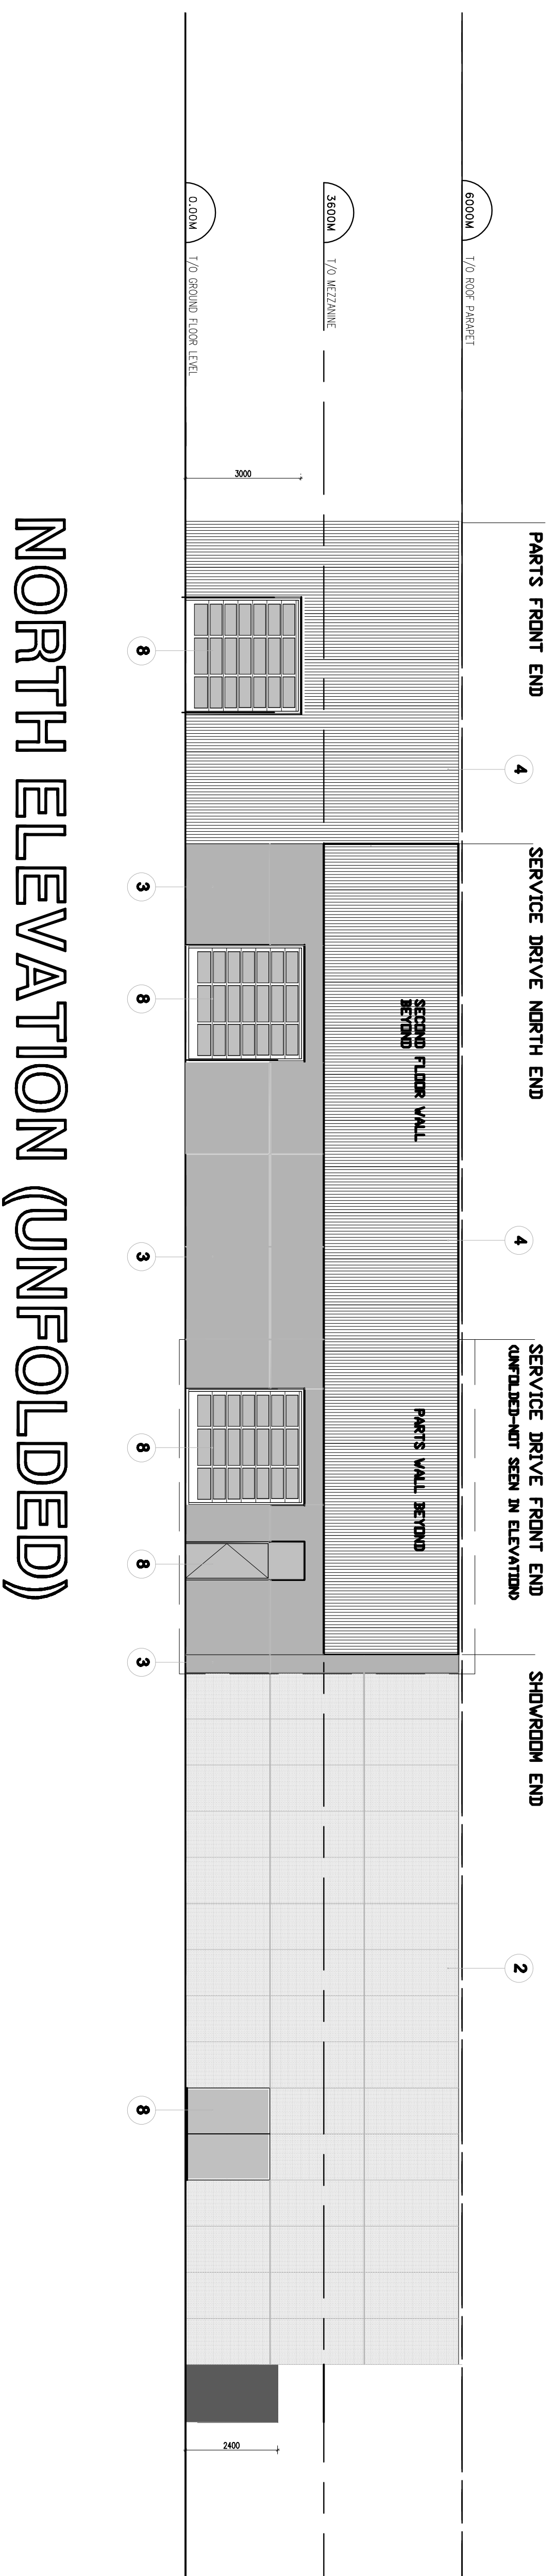 PARTS FRONT END
SERVICE DRIVE NORTH END
SERVICE DRIVE FRONT END
(UNFOLDED-NOT SEEN IN ELEVATION)
SHOWROOM END
4
4
2
6000M
T/O ROOF PARAPET
3600M
T/O MEZZANINE
0.00M
T/O GROUND FLOOR LEVEL
SECOND FLOOR WALL
BEYOND
PARTS WALL BEYOND
3000
2400
8
3
8
3
8
8
3
8
NORTH ELEVATION (UNFOLDED)